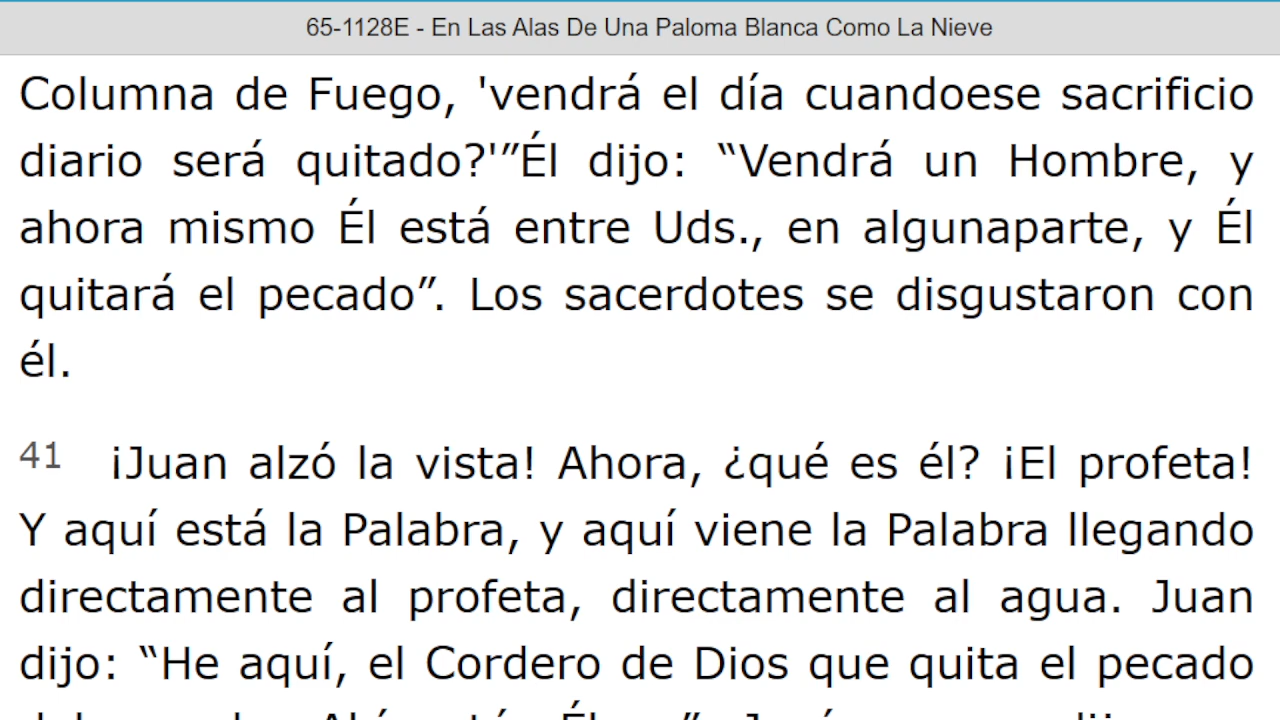 65-1128E - En Las Alas De Una Paloma Blanca Como La Nieve
Columna de Fuego, 'vendrá el día cuandoese sacrificio
diario será quitado?'”Él dijo: “Vendrá un Hombre, y
ahora mismo Él está entre Uds., en algunaparte, y Él
quitará el pecado”. Los sacerdotes se disgustaron con
él.
41 ¡Juan alzó la vista! Ahora, ¿qué es él? ¡El profeta!
Y aquí está la Palabra, y aquí viene la Palabra llegando
directamente al profeta, directamente al agua. Juan
dijo: “He aquí, el Cordero de Dios que quita el pecado